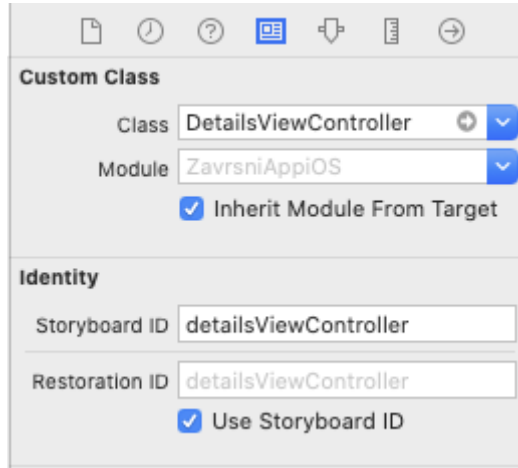 Custom Class
Class DetailsViewController
Module ZavrsniAppiOS
Inherit Module From Target
Identity
Storyboard ID detailsViewController
Restoration ID detailsViewController
Use Storyboard ID